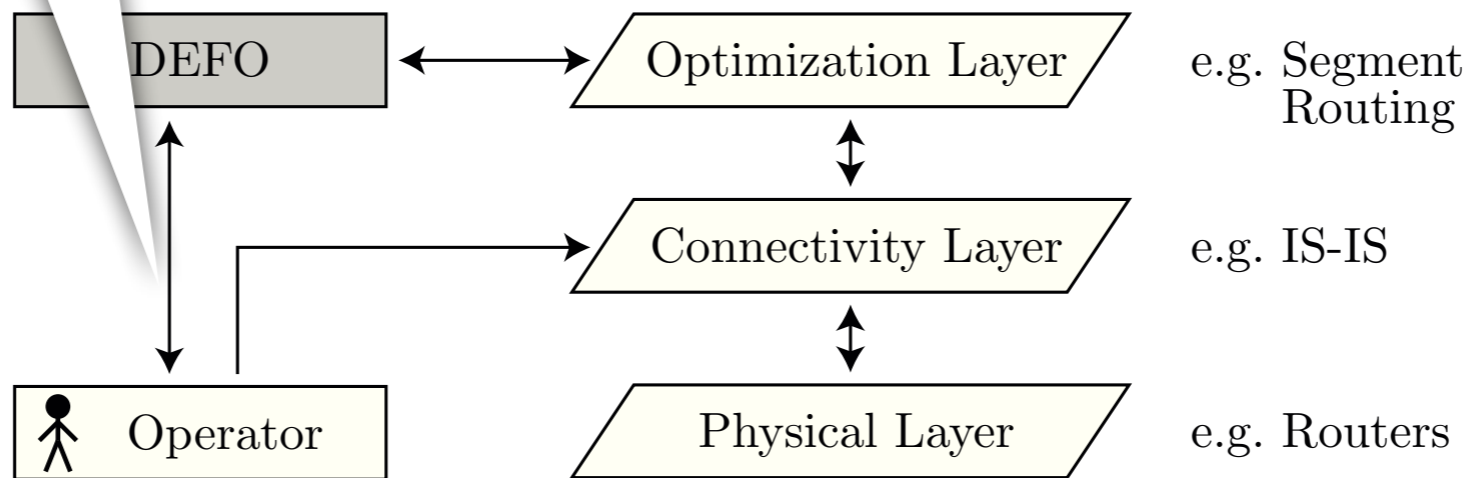 DEFO
Optimization Layer
e.g. Segment
Routing
Connectivity Layer
e.g. IS-IS
Operator
Physical Layer
e.g. Routers